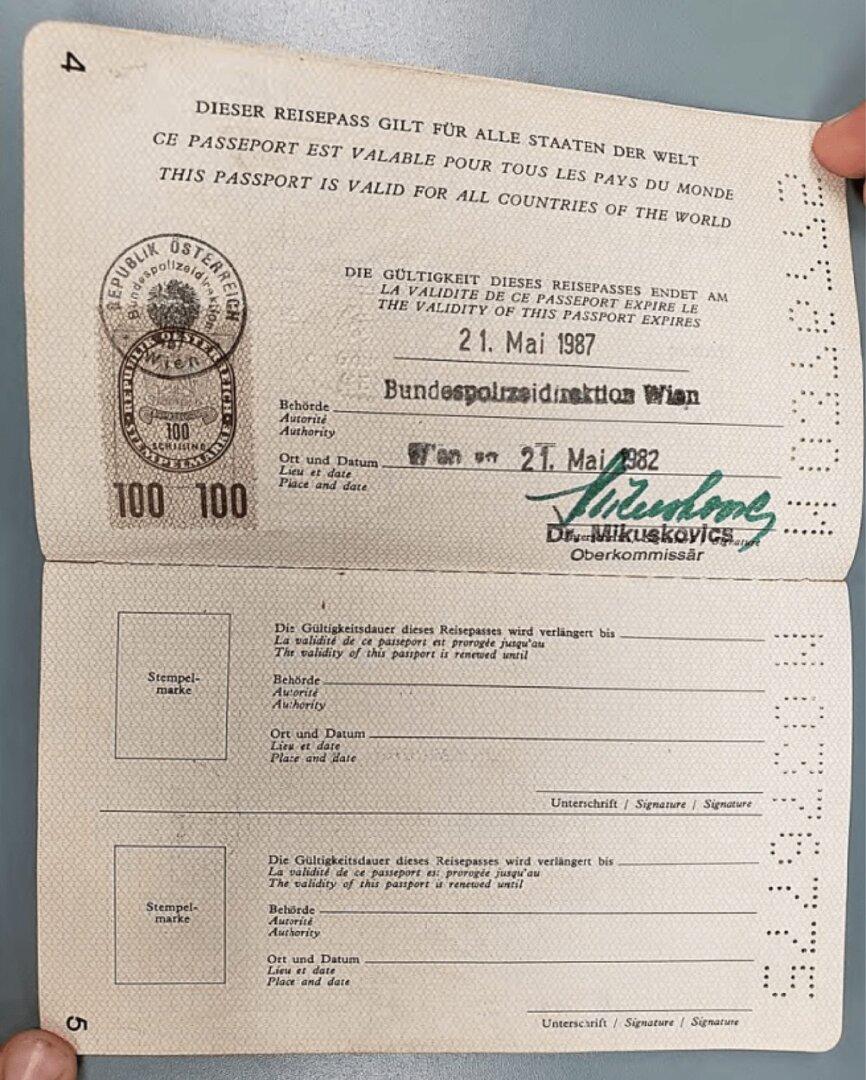 4
DIESER REISEPASS GILT FÜR ALLE STAATEN DER WELT
CE PASSEPORT EST VALABLE POUR TOUS LES PAYS DU MONDE
THIS PASSPORT IS VALID FOR ALL COUNTRIES OF THE WORLD
REPUBLIK ÖSTERREICH
Bundespolizeidirektion
Wien
REPUBLIK OESTERREICH
STEMPELMARKE
100
SCHILLING
100 100
DIE GÜLTIGKEIT DIESES REISEPASSES ENDET AM
LA VALIDITE DE CE PASSEPORT EXPIRE LE
THE VALIDITY OF THIS PASSPORT EXPIRES
21. Mai 1987
Behörde Bundespolizeidirektion Wien
Autorité
Authority
Ort und Datum Wien am 21. Mai 1982
Lieu et date
Place and date
Dr. Mikuskovics
Signature
Oberkommissär
Stempel-
marke
Die Gültigkeitsdauer dieses Reisepasses wird verlängert bis
La validité de ce passeport est prorogée jusqu'au
The validity of this passport is renewed until
Behörde
Autorité
Authority
Ort und Datum
Lieu et date
Place and date
Unterschrift / Signature / Signature
Stempel-
marke
Die Gültigkeitsdauer dieses Reisepasses wird verlängert bis
La validité de ce passeport est prorogée jusqu'au
The validity of this passport is renewed until
Behörde
Autorité
Authority
Ort und Datum
Lieu et date
Place and date
Unterschrift / Signature / Signature
5